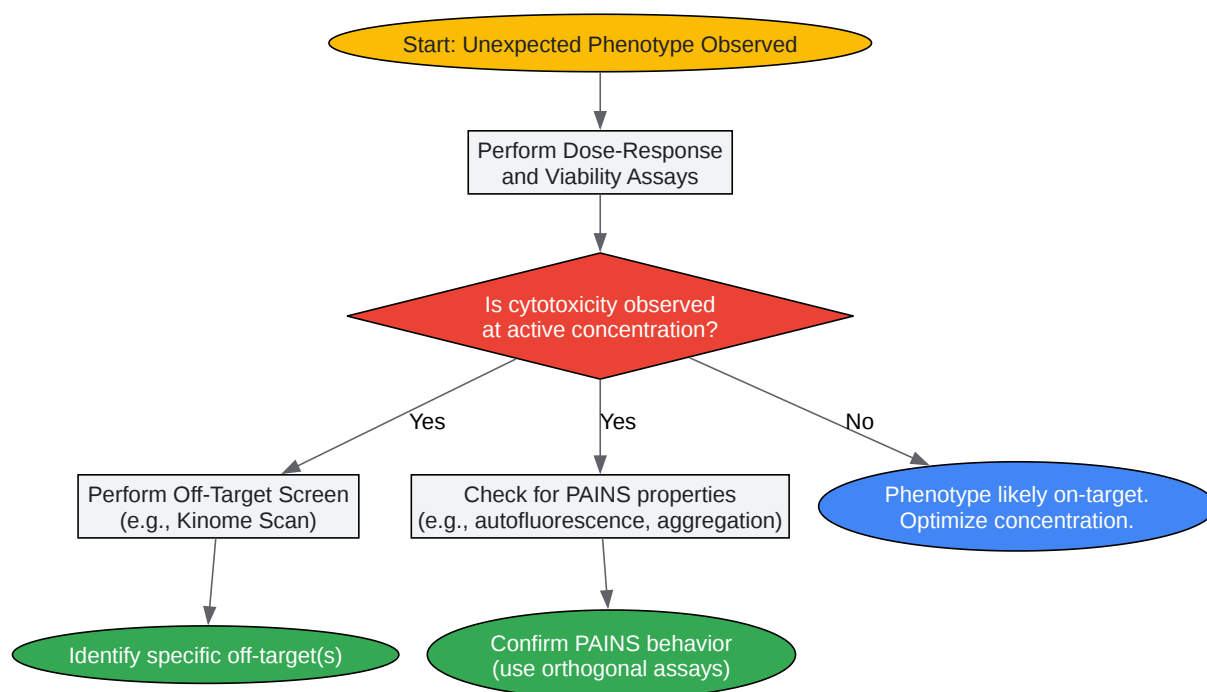 Start: Unexpected Phenotype Observed
Perform Dose-Response
and Viability Assays
Is cytotoxicity observed
at active concentration?
Yes
Yes
No
Perform Off-Target Screen
(e.g., Kinome Scan)
Check for PAINS properties
(e.g., autofluorescence, aggregation)
Phenotype likely on-target.
Optimize concentration.
Identify specific off-target(s)
Confirm PAINS behavior
(use orthogonal assays)